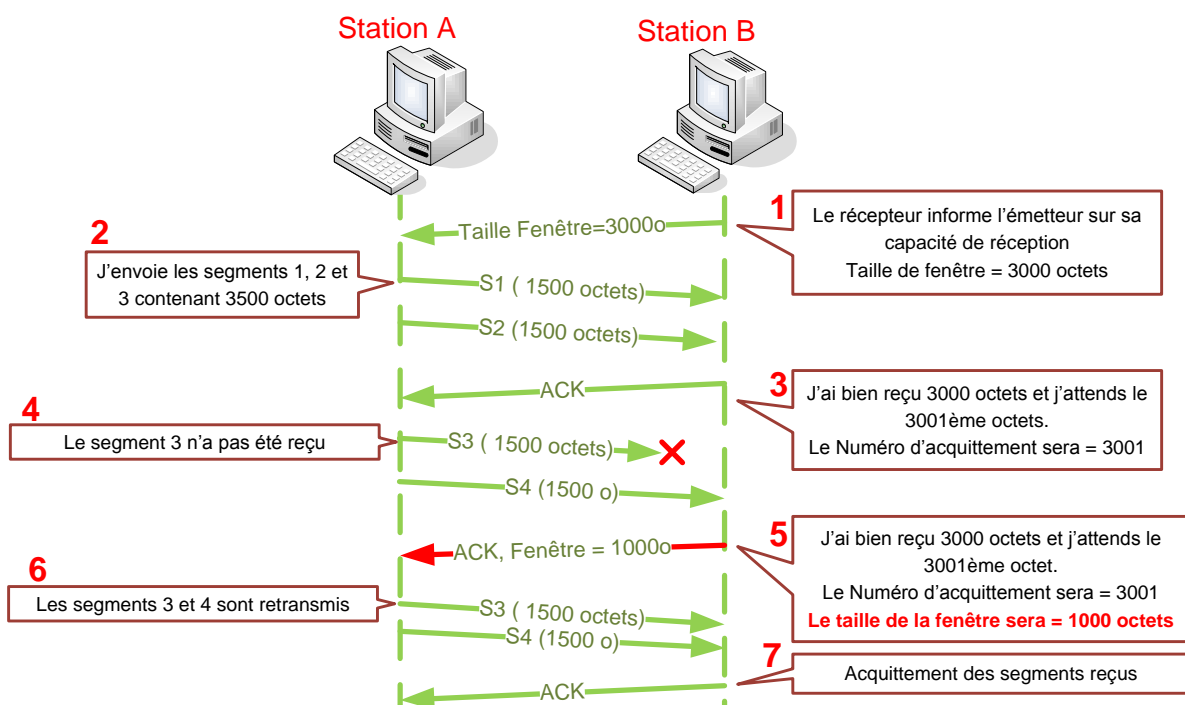 Station A
Station B
Taille Fenêtre=3000o
1
Le récepteur informe l’émetteur sur sa
capacité de réception
Taille de fenêtre = 3000 octets
2
J’envoie les segments 1, 2 et
3 contenant 3500 octets
S1 ( 1500 octets)
S2 (1500 octets)
ACK
3
J’ai bien reçu 3000 octets et j’attends le
3001ème octets.
Le Numéro d’acquittement sera = 3001
4
Le segment 3 n’a pas été reçu
S3 ( 1500 octets)
S4 (1500 o)
ACK, Fenêtre = 1000o
5
J’ai bien reçu 3000 octets et j’attends le
3001ème octet.
Le Numéro d’acquittement sera = 3001
Le taille de la fenêtre sera = 1000 octets
6
Les segments 3 et 4 sont retransmis
S3 ( 1500 octets)
S4 (1500 o)
7
Acquittement des segments reçus
ACK